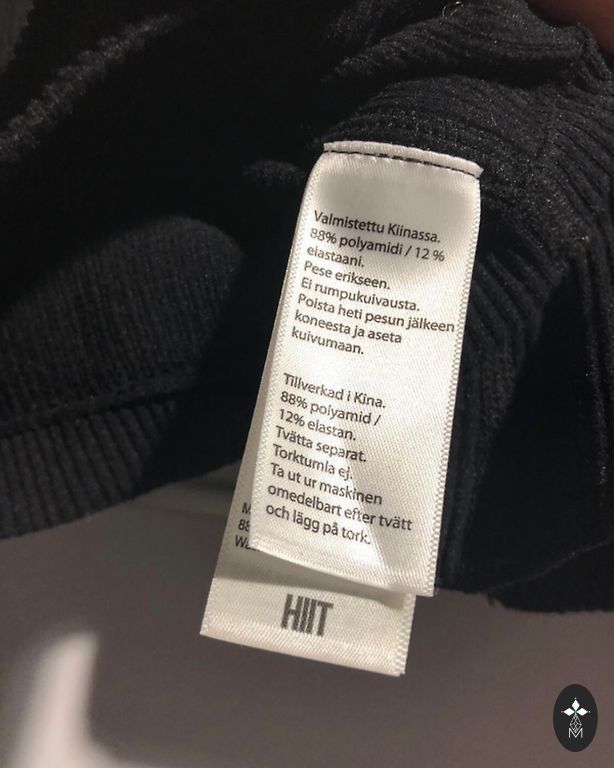 Valmistettu Kiinassa.
88% polyamidi / 12 %
elastaani.
Pese erikseen.
Ei rumpukuivausta.
Poista heti pesun jälkeen
koneesta ja aseta
kuivumaan.
Tillverkad i Kina.
88% polyamid /
12% elastan.
Tvätta separat.
Torktumla ej.
Ta ut ur maskinen
omedelbart efter tvätt
och lägg på tork.
HIIT
M